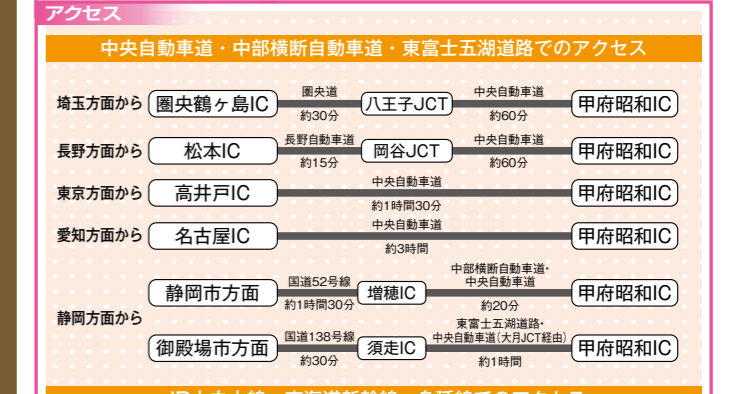 アクセス
中央自動車道・中部横断自動車道・東富士五湖道路でのアクセス
埼玉方面から 圏央鶴ヶ島IC 圏央道 約30分 八王子JCT 中央自動車道 約60分 甲府昭和IC
長野方面から 松本IC 長野自動車道 約15分 岡谷JCT 中央自動車道 約60分 甲府昭和IC
東京方面から 高井戸IC 中央自動車道 約1時間30分 甲府昭和IC
愛知方面から 名古屋IC 中央自動車道 約3時間 甲府昭和IC
静岡方面から
静岡市方面 国道52号線 約1時間30分 増穂IC 中部横断自動車道・中央自動車道 約20分 甲府昭和IC
御殿場市方面 国道138号線 約30分 須走IC 東富士五湖道路・中央自動車道(大月JCT経由) 約1時間 甲府昭和IC